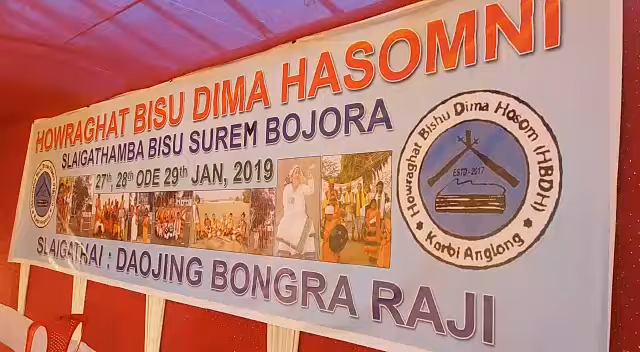 HOWRAGHAT BISU DIMA HASOMNI
SLAIGATHAMBA BISU SUREM BOJORA
27th 28th ODE 29th JAN, 2019
SLAIGATHAI : DAOJING BONGRA RAJI
Howraghat Bishu Dima Hosom (HBDH)
ESTD-2017
Karbi Anglong